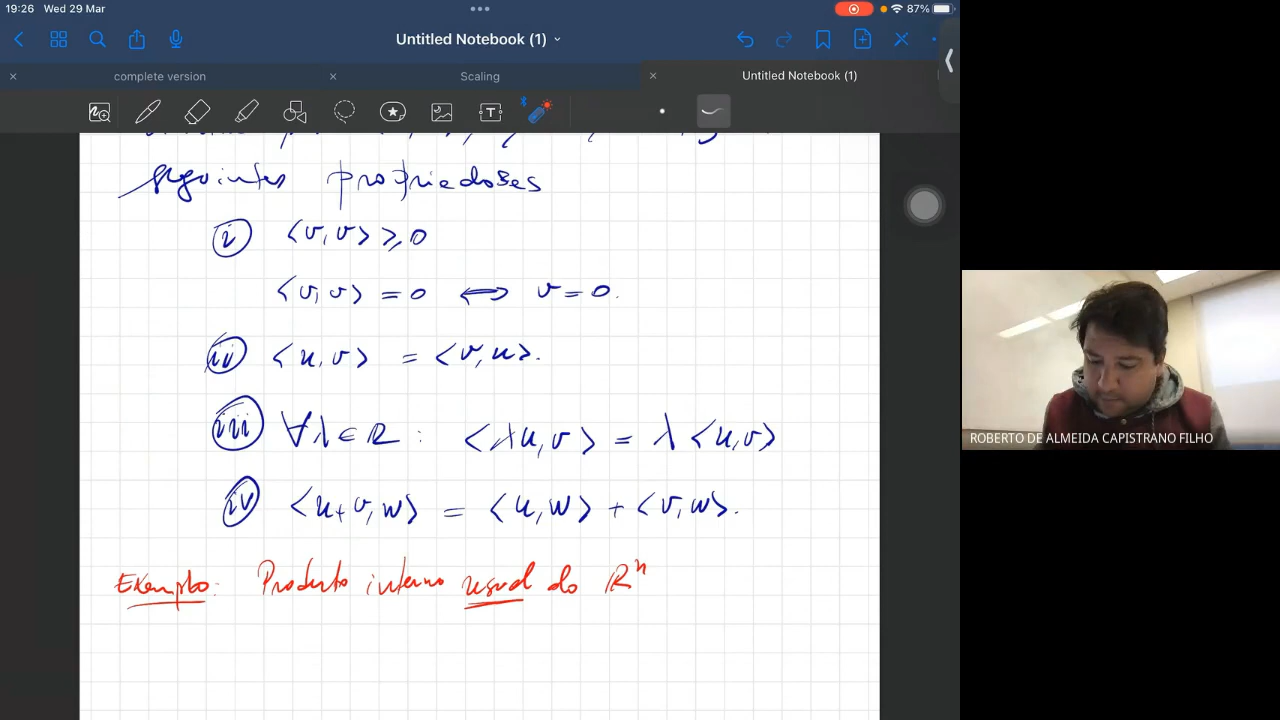 19:26 Wed 29 Mar
87%
Untitled Notebook (1)
complete version
Scaling
Untitled Notebook (1)
seguintes propriedades
(i) <v, v> ≥ 0
<v, v> = 0 ⟺ v = 0.
(ii) <u, v> = <v, u>.
(iii) ∀λ ∈ ℝ : <λu, v> = λ <u, v>
(iv) <u + v, w> = <u, w> + <v, w>.
Exemplo: Produto interno usual do ℝⁿ
ROBERTO DE ALMEIDA CAPISTRANO FILHO